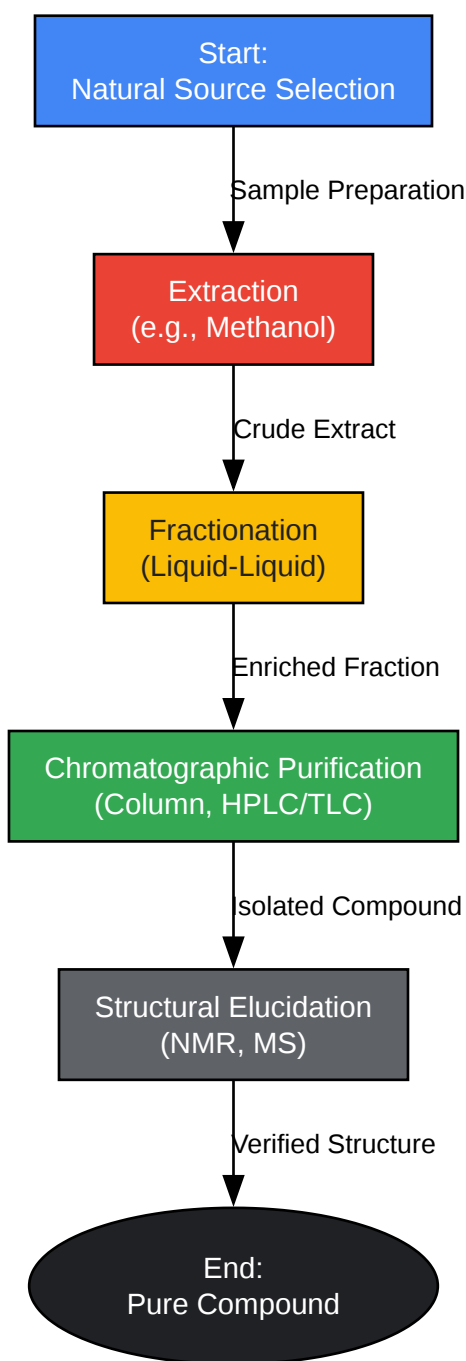 Start:
Natural Source Selection
Sample Preparation
Extraction
(e.g., Methanol)
Crude Extract
Fractionation
(Liquid-Liquid)
Enriched Fraction
Chromatographic Purification
(Column, HPLC/TLC)
Isolated Compound
Structural Elucidation
(NMR, MS)
Verified Structure
End:
Pure Compound